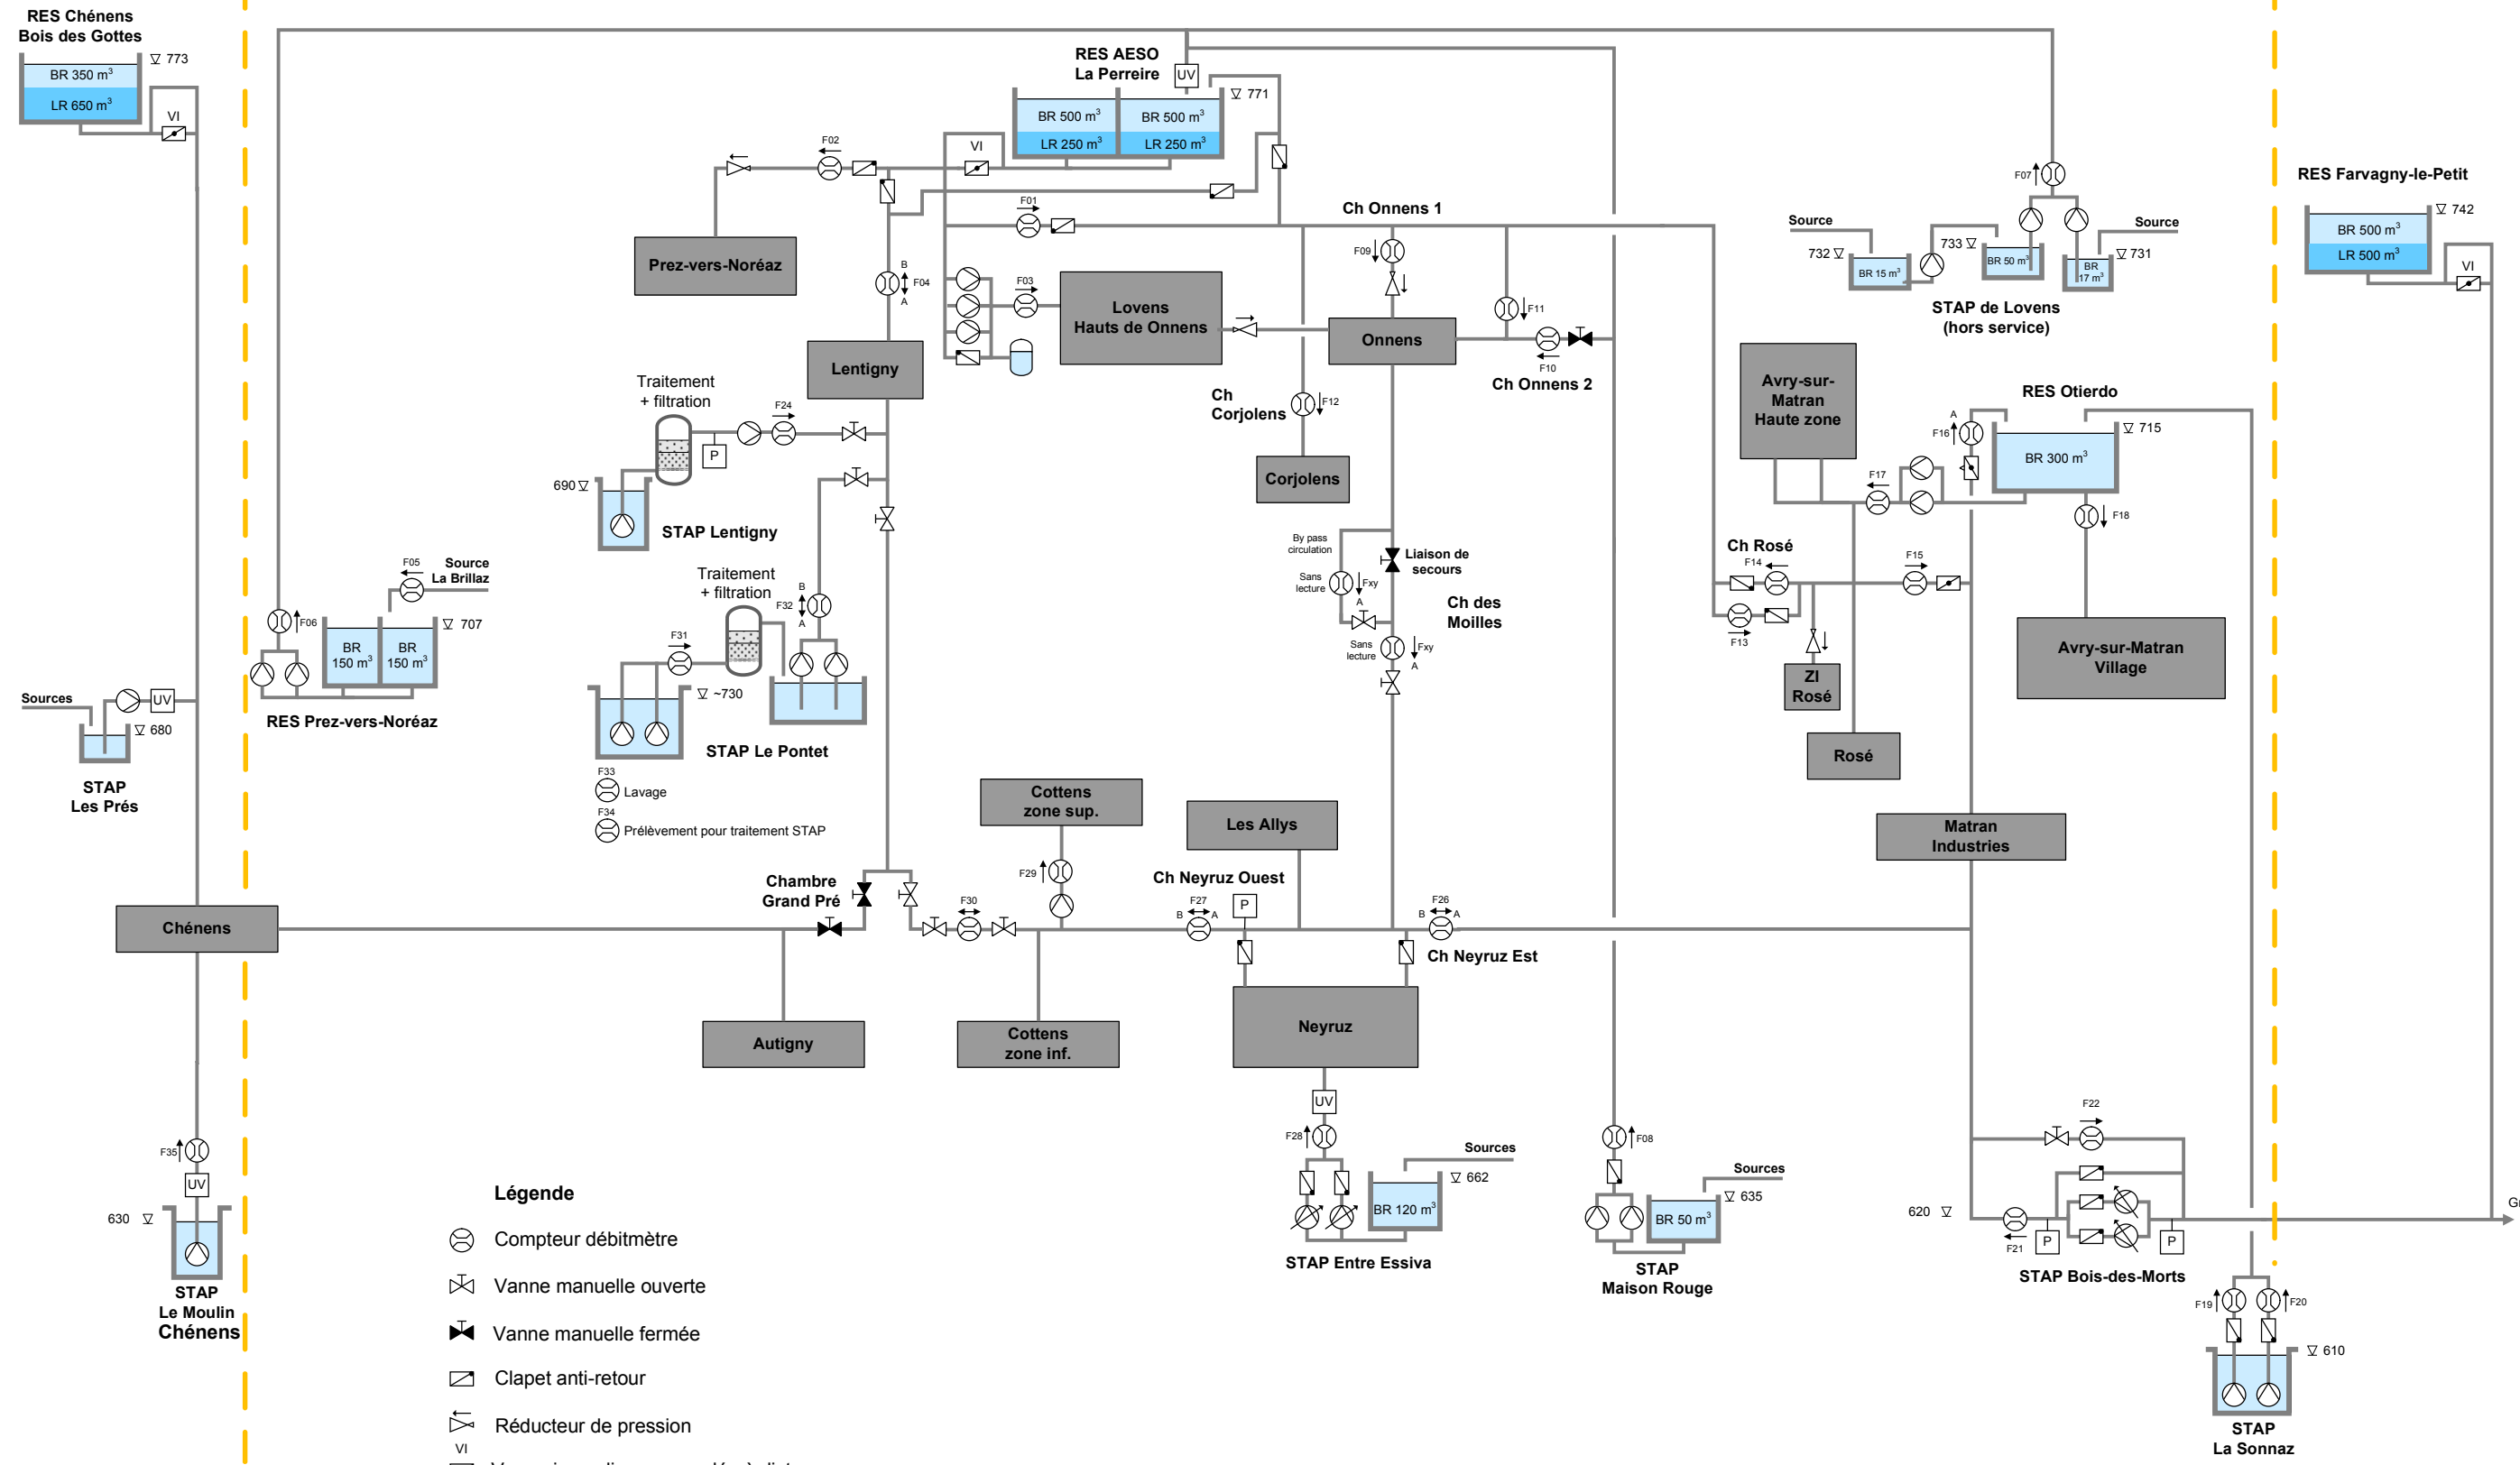 RES Chénens
Bois des Gottes
773
BR 350 m³
LR 650 m³
VI
RES AESO
La Perreire
UV
771
BR 500 m³
BR 500 m³
LR 250 m³
LR 250 m³
VI
F02
F01
Ch Onnens 1
F07
Source
Source
732
733
731
BR 15 m³
BR 50 m³
BR
17 m³
STAP de Lovens
(hors service)
RES Farvagny-le-Petit
742
BR 500 m³
LR 500 m³
VI
Prez-vers-Noréaz
B
F04
A
F03
Lovens
Hauts de Onnens
F09
F11
Onnens
F10
Ch Onnens 2
Lentigny
Ch
Corjolens
F12
Corjolens
Avry-sur-
Matran
Haute zone
RES Otierdo
A
F16
715
BR 300 m³
F17
F18
Traitement
+ filtration
F24
P
690
STAP Lentigny
By pass
circulation
Liaison de
secours
Sans
lecture
Fxy
A
Ch des
Moilles
Sans
lecture
Fxy
A
Ch Rosé
F14
F15
F13
ZI
Rosé
Rosé
Avry-sur-Matran
Village
F05
Source
La Brillaz
F06
707
BR
150 m³
BR
150 m³
RES Prez-vers-Noréaz
Traitement
+ filtration
B
F32
A
F31
~730
STAP Le Pontet
F33
Lavage
F34
Prélèvement pour traitement STAP
Sources
UV
680
STAP
Les Prés
Cottens
zone sup.
Les Allys
Matran
Industries
Chambre
Grand Pré
F29
Ch Neyruz Ouest
F30
F27
B
A
P
F26
B
A
Ch Neyruz Est
Chénens
Autigny
Cottens
zone inf.
Neyruz
UV
F28
Sources
662
BR 120 m³
STAP Entre Essiva
F08
Sources
635
BR 50 m³
STAP
Maison Rouge
F22
620
F21
P
P
STAP Bois-des-Morts
F19
F20
610
STAP
La Sonnaz
F35
UV
630
STAP
Le Moulin
Chénens
Légende
Compteur débitmètre
Vanne manuelle ouverte
Vanne manuelle fermée
Clapet anti-retour
Réducteur de pression
VI